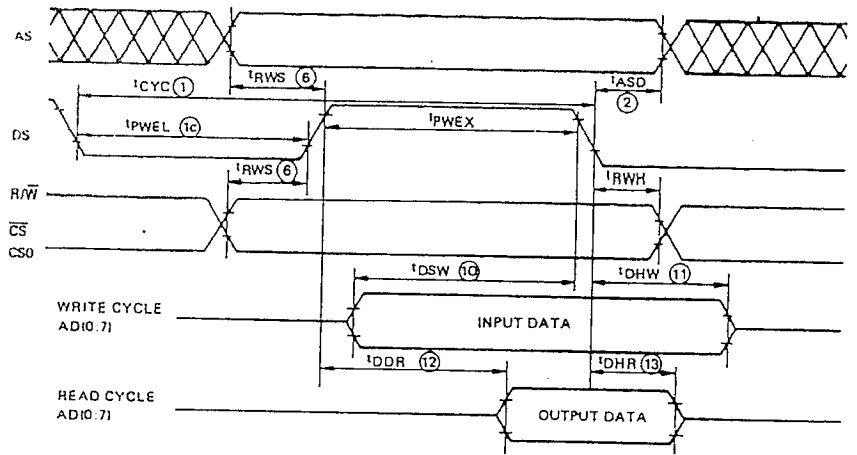 AS
tRWS ⑥
tASD
②
tCYC ①
tPWEL (1c)
tPWEX
DS
tRWS ⑥
tRWH
R/W̅
C̅S̅
CS0
tDSW ⑩
tDHW ⑪
WRITE CYCLE
AD(0:7)
INPUT DATA
tDDR ⑫
tDHR ⑬
READ CYCLE
AD(0:7)
OUTPUT DATA